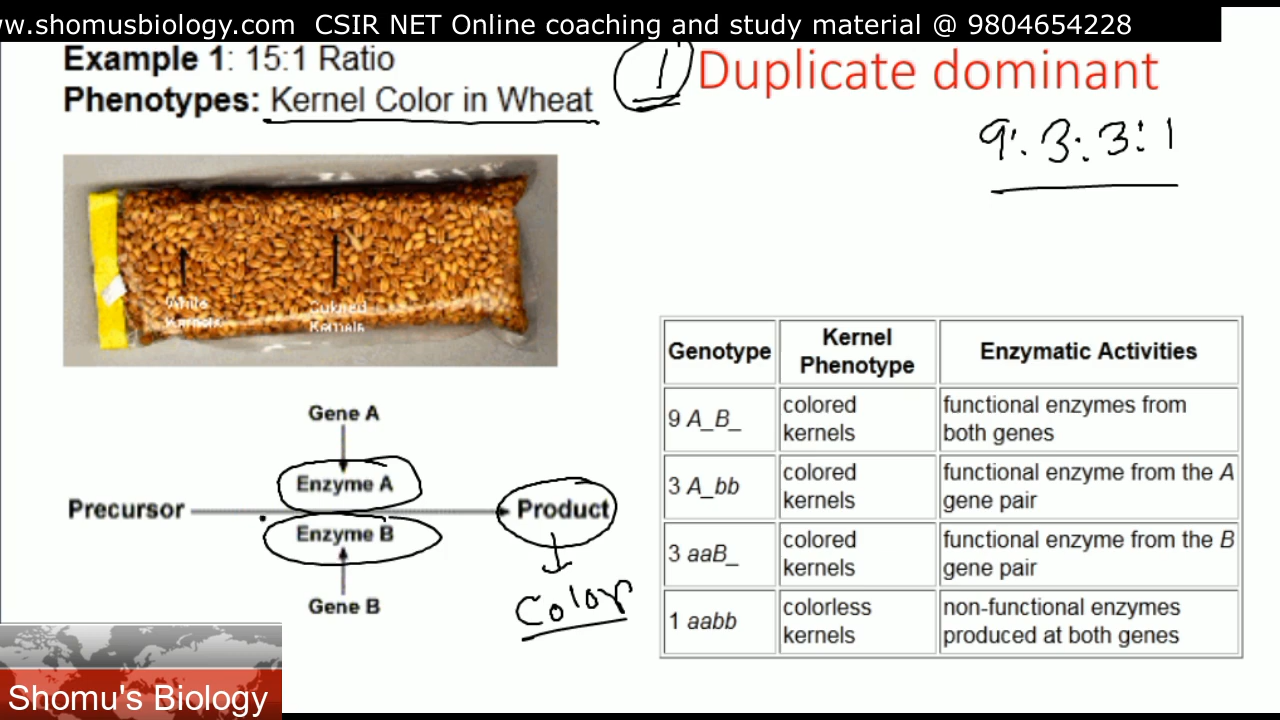 w.shomusbiology.com CSIR NET Online coaching and study material @ 9804654228
Example 1: 15:1 Ratio
Phenotypes: Kernel Color in Wheat
1 Duplicate dominant
9:3:3:1
White
Kernels
Kernels
Gene A
Enzyme A
Precursor
Product
Enzyme B
Gene B
Color
Genotype Kernel Phenotype Enzymatic Activities
9 A_B_ colored kernels functional enzymes from both genes
3 A_bb colored kernels functional enzyme from the A gene pair
3 aaB_ colored kernels functional enzyme from the B gene pair
1 aabb colorless kernels non-functional enzymes produced at both genes
Shomu's Biology